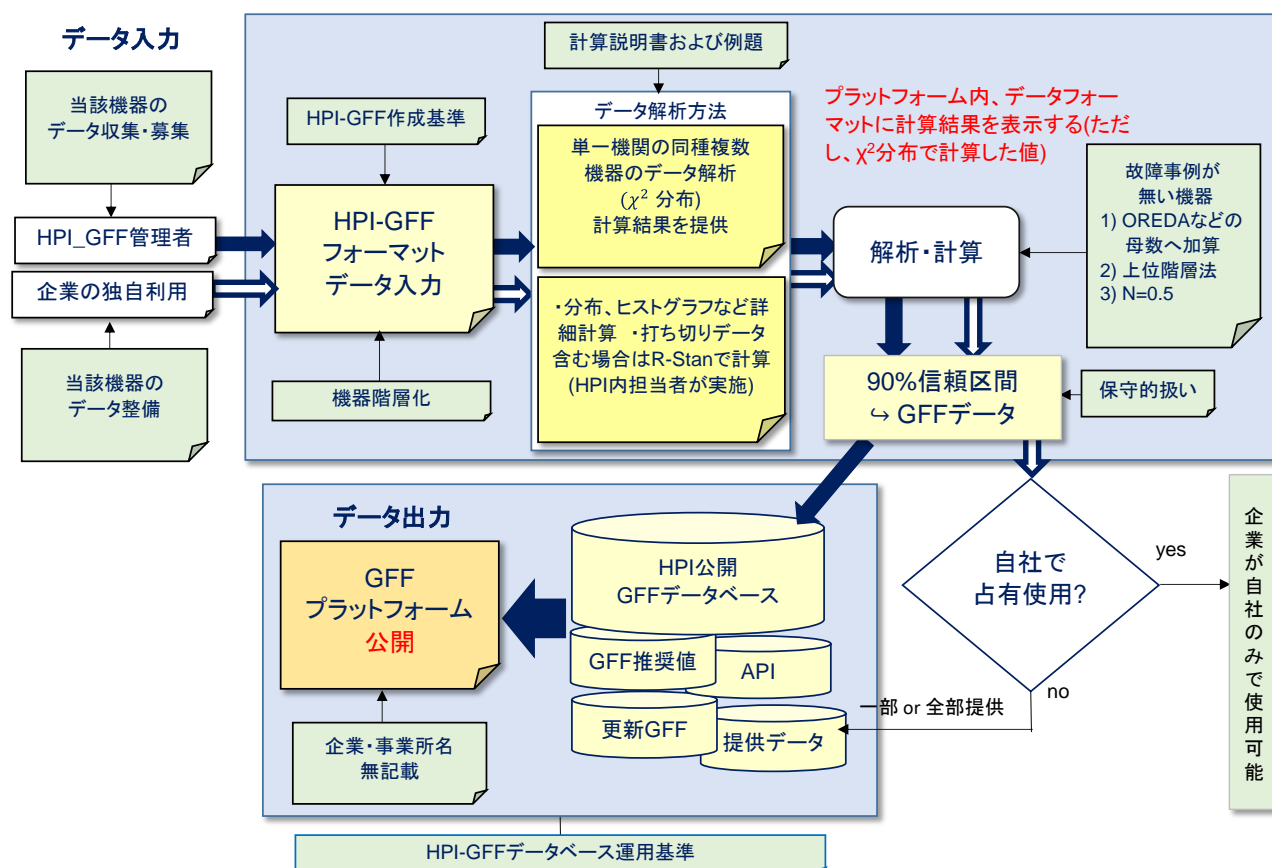 データ入力
当該機器の
データ収集・募集
HPI_GFF管理者
企業の独自利用
当該機器の
データ整備
HPI-GFF作成基準
HPI-GFF
フォーマット
データ入力
機器階層化
計算説明書および例題
データ解析方法
単一機関の同種複数
機器のデータ解析
(χ² 分布)
計算結果を提供
・分布、ヒストグラフなど詳
細計算 ・打ち切りデータ
含む場合はR-Stanで計算
(HPI内担当者が実施)
プラットフォーム内、データフォー
マットに計算結果を表示する(ただ
し、χ²分布で計算した値)
解析・計算
故障事例が
無い機器
1) OREDAなどの
母数へ加算
2) 上位階層法
3) N=0.5
90%信頼区間
↪ GFFデータ
保守的扱い
データ出力
GFF
プラットフォーム
公開
企業・事業所名
無記載
HPI公開
GFFデータベース
GFF推奨値
API
更新GFF
提供データ
一部 or 全部提供
自社で
占有使用?
yes
no
企業が自社のみで使用可能
HPI-GFFデータベース運用基準